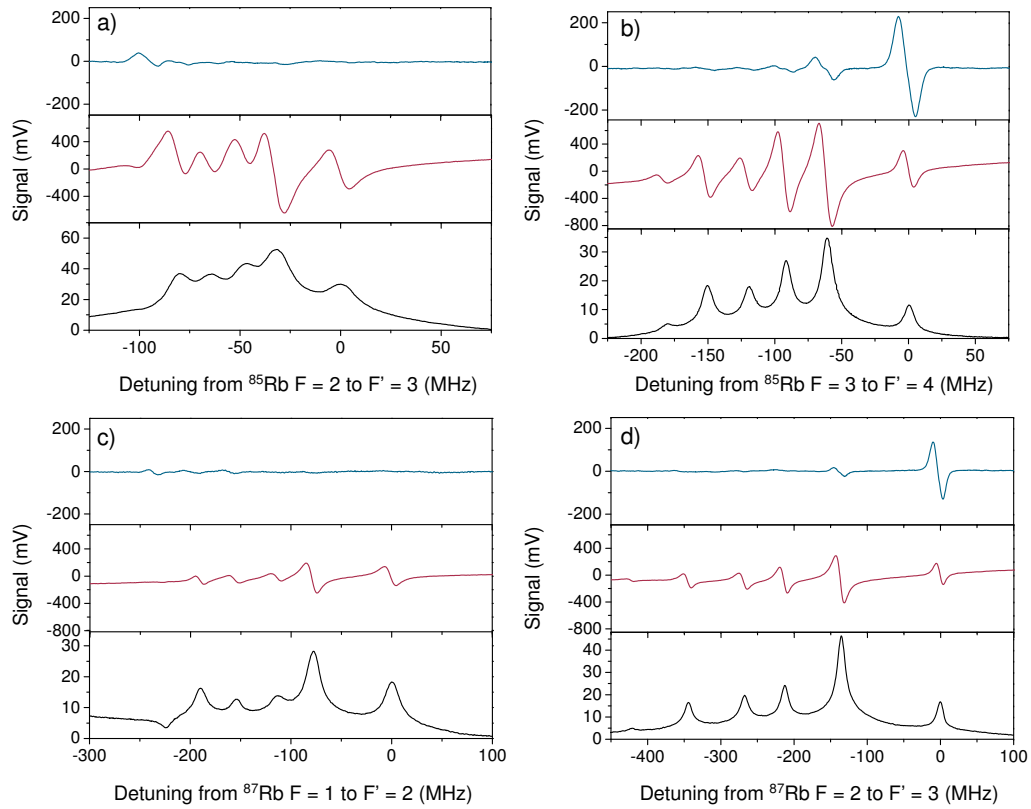 a)
200
0
-200
400
0
-400
60
40
20
0
-100 -50 0 50
Signal (mV)
Detuning from ⁸⁵Rb F = 2 to F' = 3 (MHz)
b)
200
0
-200
400
0
-400
-800
30
20
10
0
-200 -150 -100 -50 0 50
Signal (mV)
Detuning from ⁸⁵Rb F = 3 to F' = 4 (MHz)
c)
200
0
-200
400
0
-400
-800
30
20
10
0
-300 -200 -100 0 100
Signal (mV)
Detuning from ⁸⁷Rb F = 1 to F' = 2 (MHz)
d)
200
0
-200
400
0
-400
-800
40
30
20
10
0
-400 -300 -200 -100 0 100
Signal (mV)
Detuning from ⁸⁷Rb F = 2 to F' = 3 (MHz)